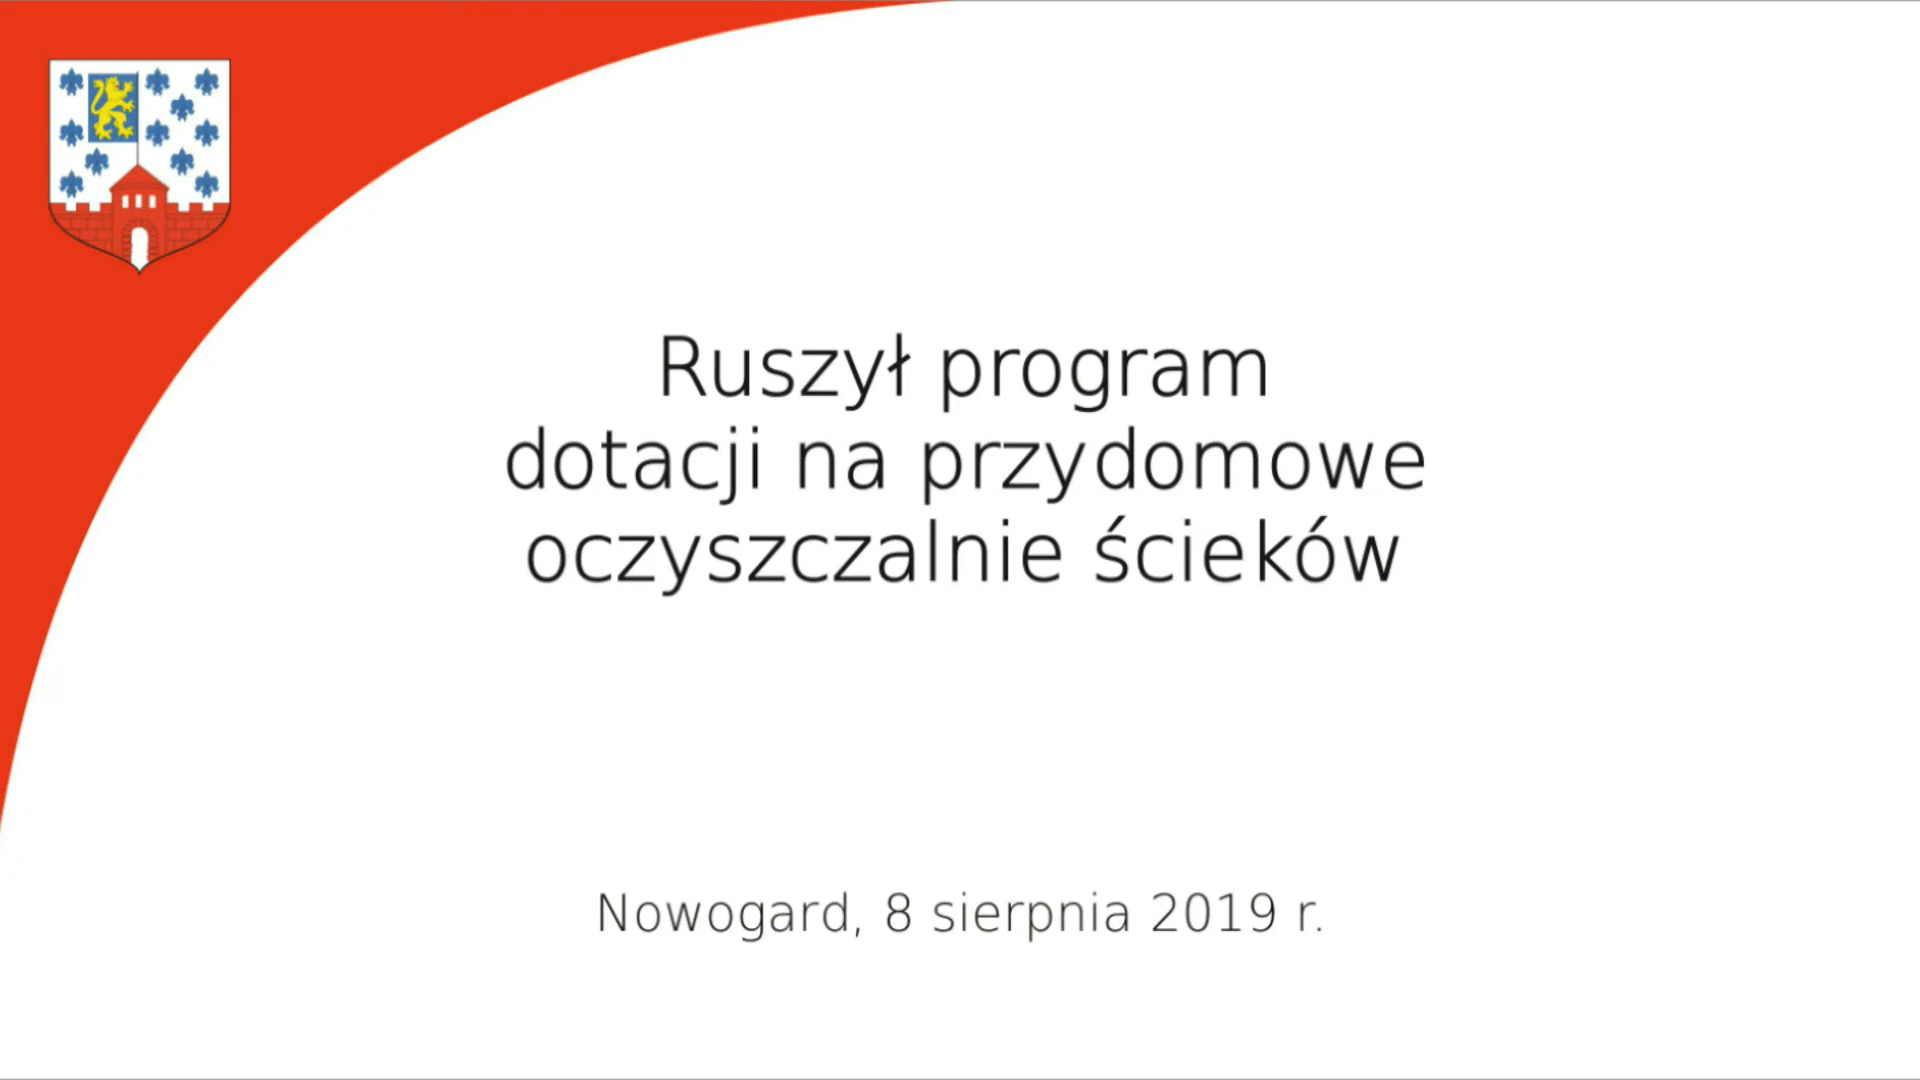 Ruszył program
dotacji na przydomowe
oczyszczalnie ścieków
Nowogard, 8 sierpnia 2019 r.